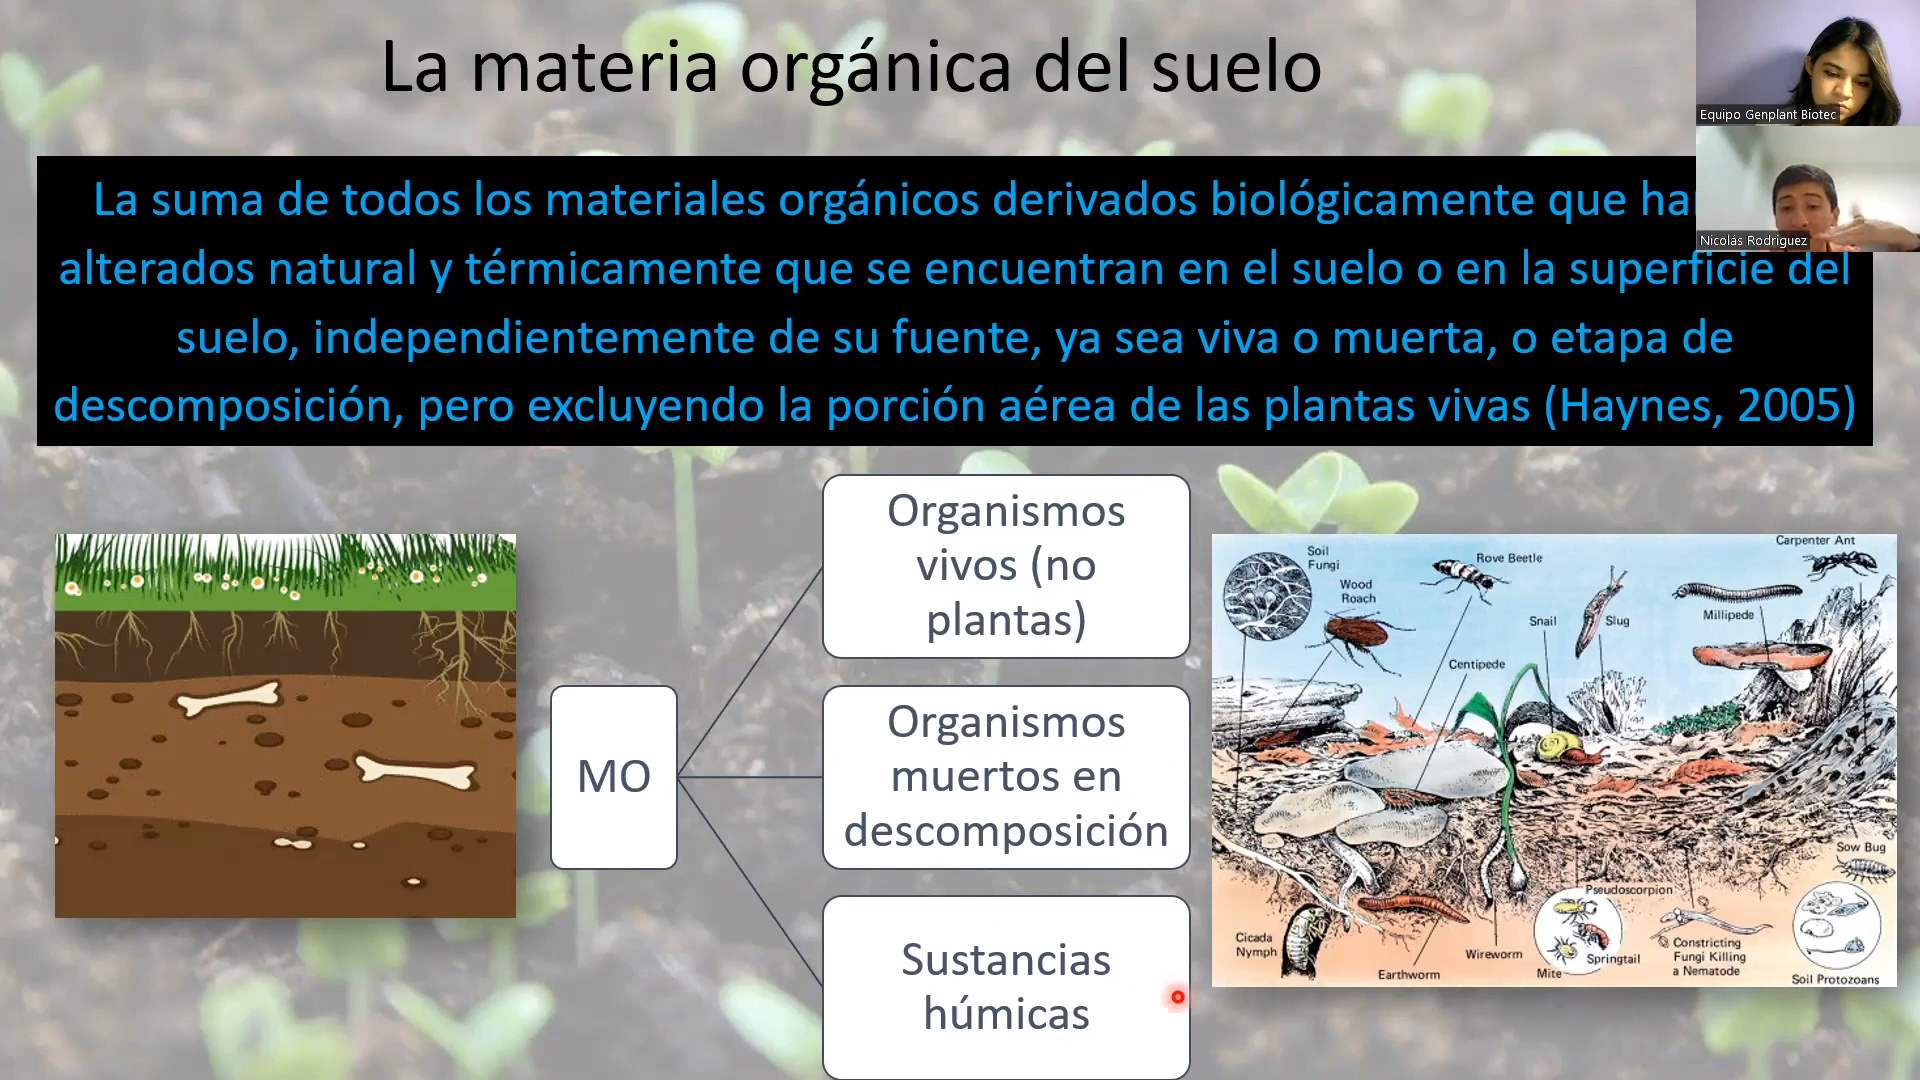 La materia orgánica del suelo
Equipo Genplant Biotec
Nicolás Rodriguez
La suma de todos los materiales orgánicos derivados biológicamente que
alterados natural y térmicamente que se encuentran en el suelo o en la superficie del
suelo, independientemente de su fuente, ya sea viva o muerta, o etapa de
descomposición, pero excluyendo la porción aérea de las plantas vivas (Haynes, 2005)
MO
Organismos
vivos (no
plantas)
Organismos
muertos en
descomposición
Sustancias
húmicas
Soil
Fungi
Wood
Roach
Rove Beetle
Carpenter Ant
Snail
Slug
Millipede
Centipede
Sow Bug
Pseudoscorpion
Cicada
Nymph
Earthworm
Wireworm
Mite
Springtail
Constricting
Fungi Killing
a Nematode
Soil Protozoans